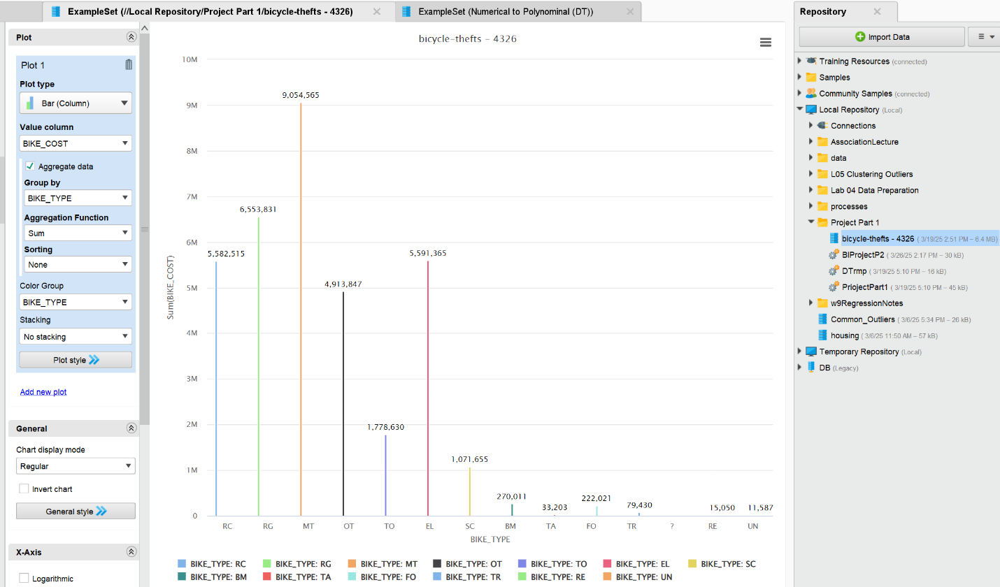 ExampleSet (//Local Repository/Project Part 1/bicycle-thefts - 4326)
ExampleSet (Numerical to Polynominal (DT))
Plot
Plot 1
Plot type
Bar (Column)
Value column
BIKE_COST
Aggregate data
Group by
BIKE_TYPE
Aggregation Function
Sum
Sorting
None
Color Group
BIKE_TYPE
Stacking
No stacking
Plot style
Add new plot
General
Chart display mode
Regular
Invert chart
General style
X-Axis
Logarithmic
bicycle-thefts - 4326
10M
9M
8M
7M
6M
5M
4M
3M
2M
1M
0
Sum(BIKE_COST)
5,582,515
6,553,831
9,054,565
4,913,847
1,778,630
5,591,365
1,071,655
270,011
33,203
222,021
79,430
15,050
11,587
RC RG MT OT TO EL SC BM TA FO TR ? RE UN
BIKE_TYPE
BIKE_TYPE: RC BIKE_TYPE: RG BIKE_TYPE: MT BIKE_TYPE: OT BIKE_TYPE: TO BIKE_TYPE: EL BIKE_TYPE: SC
BIKE_TYPE: BM BIKE_TYPE: TA BIKE_TYPE: FO BIKE_TYPE: TR BIKE_TYPE: RE BIKE_TYPE: UN
Repository
Import Data
Training Resources (connected)
Samples
Community Samples (connected)
Local Repository (Local)
Connections
AssociationLecture
data
L05 Clustering Outliers
Lab 04 Data Preparation
processes
Project Part 1
bicycle-thefts - 4326 ( 3/19/25 2:51 PM – 6.4 MB)
BIProjectP2 ( 3/26/25 2:17 PM – 30 kB)
DTrmp ( 3/19/25 5:10 PM – 16 kB)
PriojectPart1 ( 3/19/25 5:10 PM – 45 kB)
w9RegressionNotes
Common_Outliers ( 3/6/25 5:34 PM – 26 kB)
housing ( 3/6/25 11:50 AM – 57 kB)
Temporary Repository (Local)
DB (Legacy)